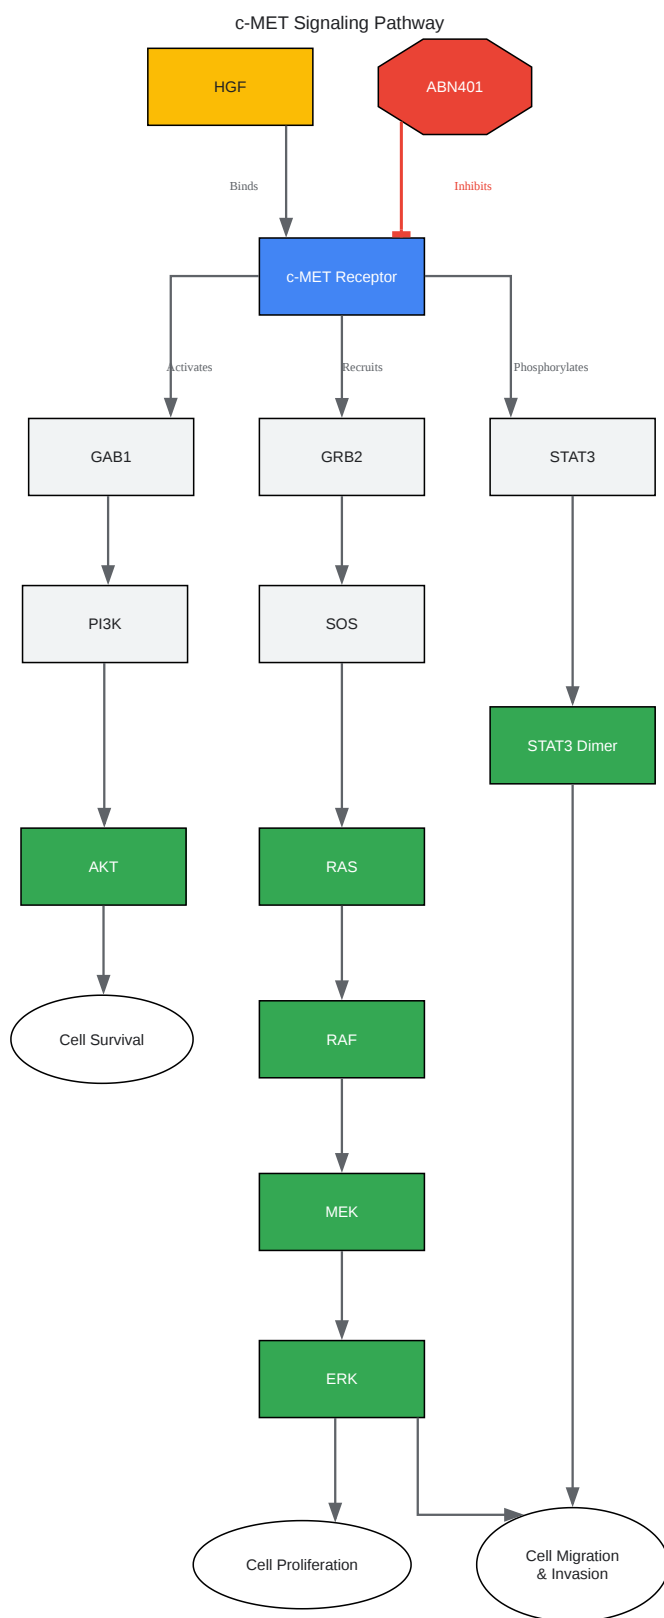 c-MET Signaling Pathway
HGF
ABN401
Binds
Inhibits
c-MET Receptor
Activates
Recruits
Phosphorylates
GAB1
GRB2
STAT3
PI3K
SOS
STAT3 Dimer
AKT
RAS
Cell Survival
RAF
MEK
ERK
Cell Proliferation
Cell Migration
& Invasion